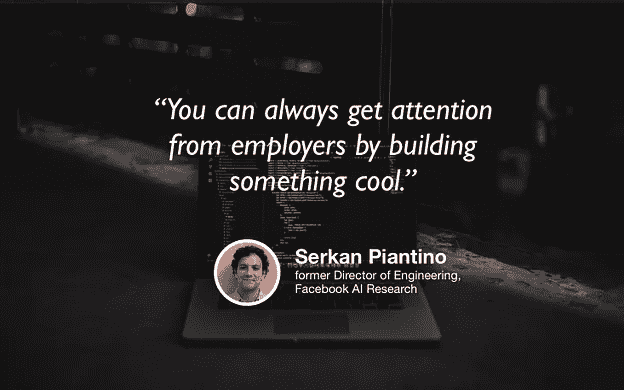 “You can always get attention
from employers by building
something cool.”
Serkan Piantino
former Director of Engineering,
Facebook AI Research